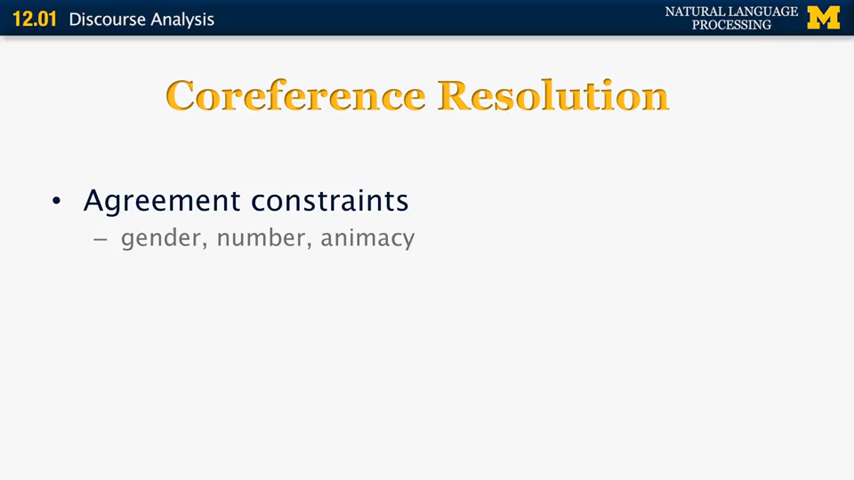 12.01 Discourse Analysis
NATURAL LANGUAGE
PROCESSING
M
Coreference Resolution
• Agreement constraints
– gender, number, animacy